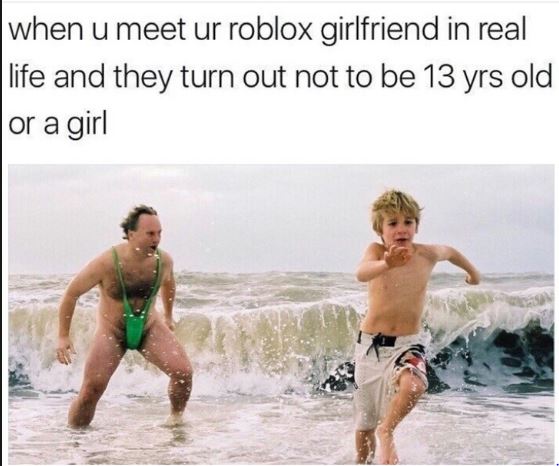 when u meet ur roblox girlfriend in real
life and they turn out not to be 13 yrs old
or a girl